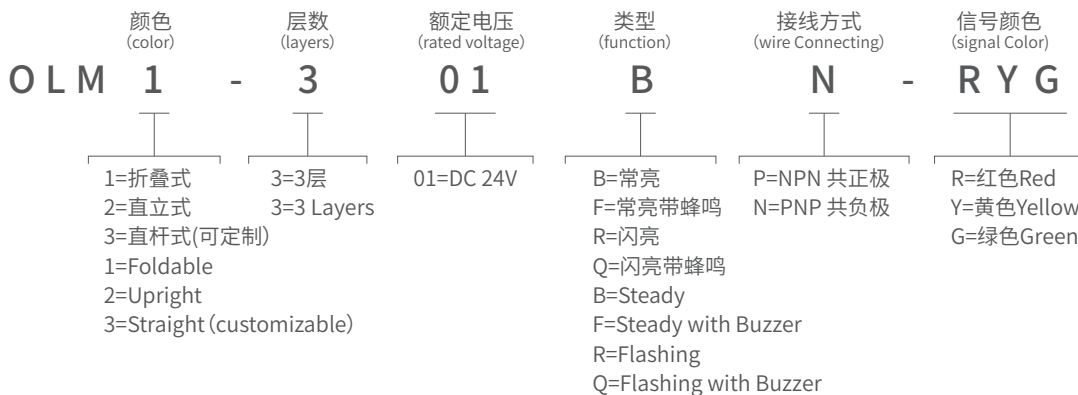 颜色 层数 额定电压 类型 接线方式 信号颜色
(color) (layers) (rated voltage) (function) (wire Connecting) (signal Color)
OLM 1 - 3 01 B N - RYG
1=折叠式
2=直立式
3=直杆式(可定制)
1=Foldable
2=Upright
3=Straight (customizable)
3=3层
3=3 Layers
01=DC 24V
B=常亮
F=常亮带蜂鸣
R=闪亮
Q=闪亮带蜂鸣
B=Steady
F=Steady with Buzzer
R=Flashing
Q=Flashing with Buzzer
P=NPN 共正极
N=PNP 共负极
R=红色Red
Y=黄色Yellow
G=绿色Green